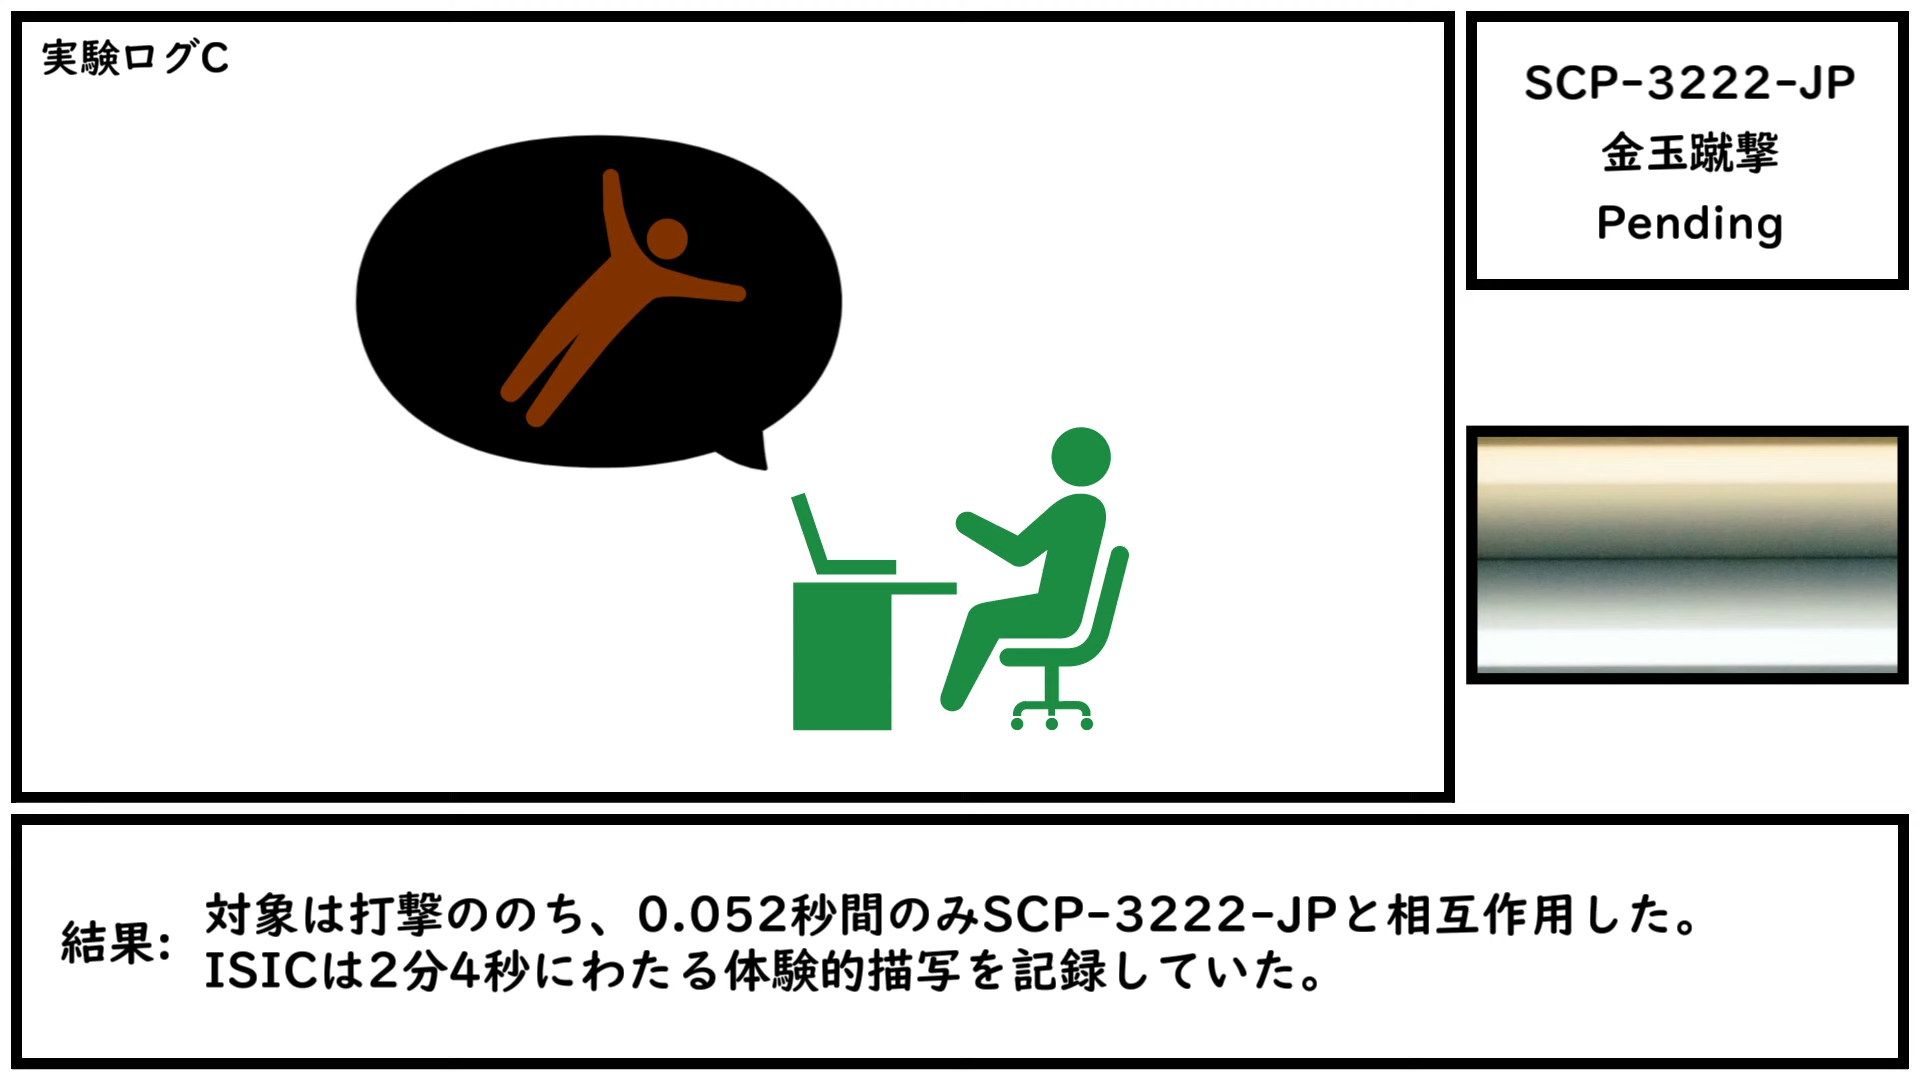 実験ログC
SCP-3222-JP
金玉蹴撃
Pending
結果:
対象は打撃ののち、0.052秒間のみSCP-3222-JPと相互作用した。
ISICは2分4秒にわたる体験的描写を記録していた。